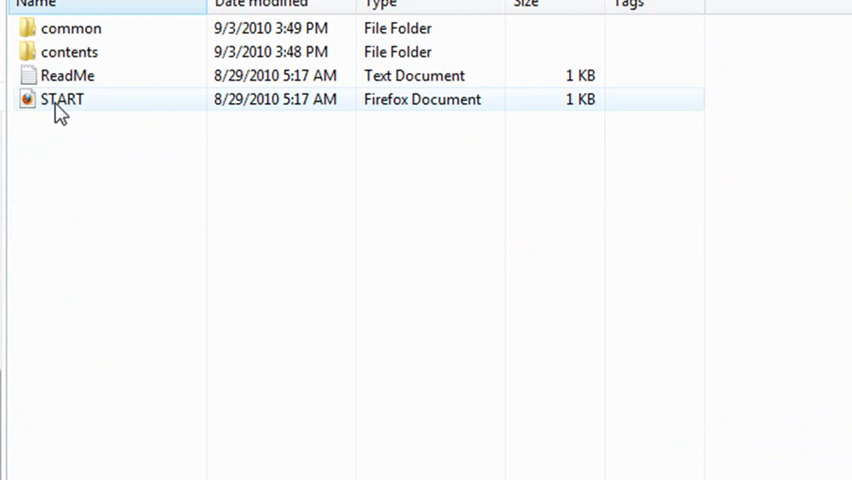 Name Date modified Type Size Tags
common 9/3/2010 3:49 PM File Folder
contents 9/3/2010 3:48 PM File Folder
ReadMe 8/29/2010 5:17 AM Text Document 1 KB
START 8/29/2010 5:17 AM Firefox Document 1 KB